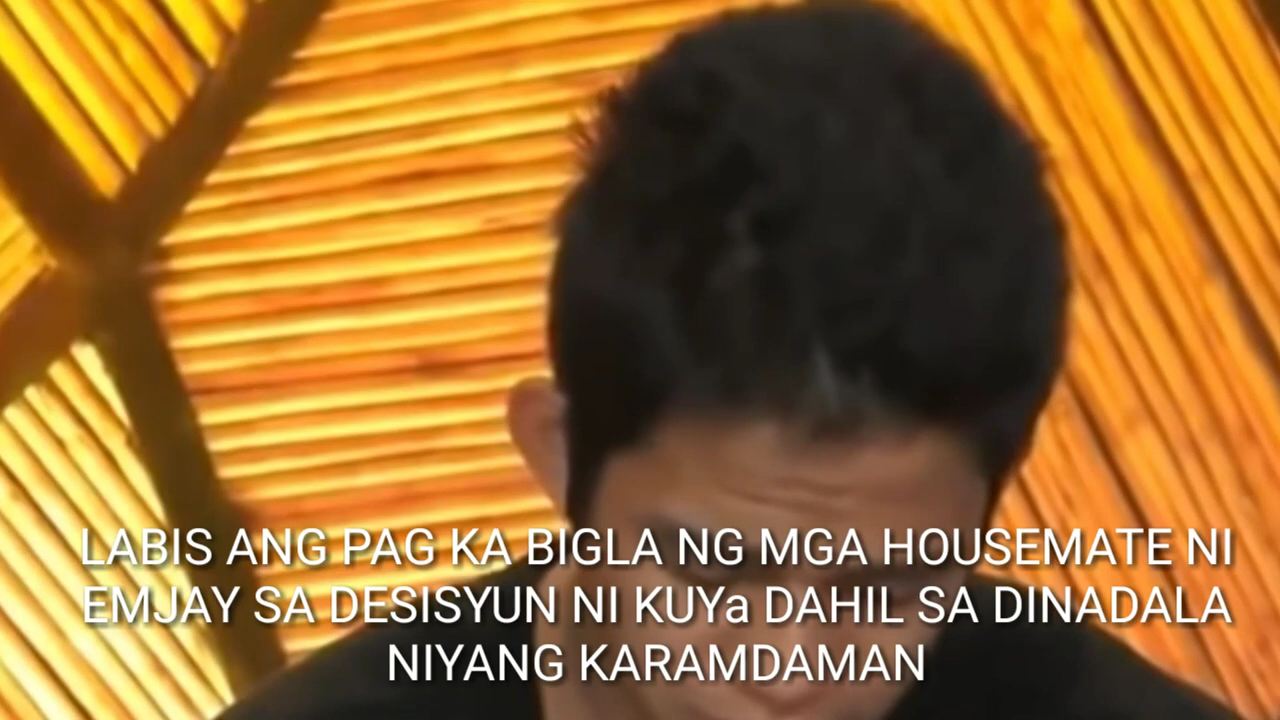 LABIS ANG PAG KA BIGLA NG MGA HOUSEMATE NI
EMJAY SA DESISYUN NI KUYa DAHIL SA DINADALA
NIYANG KARAMDAMAN